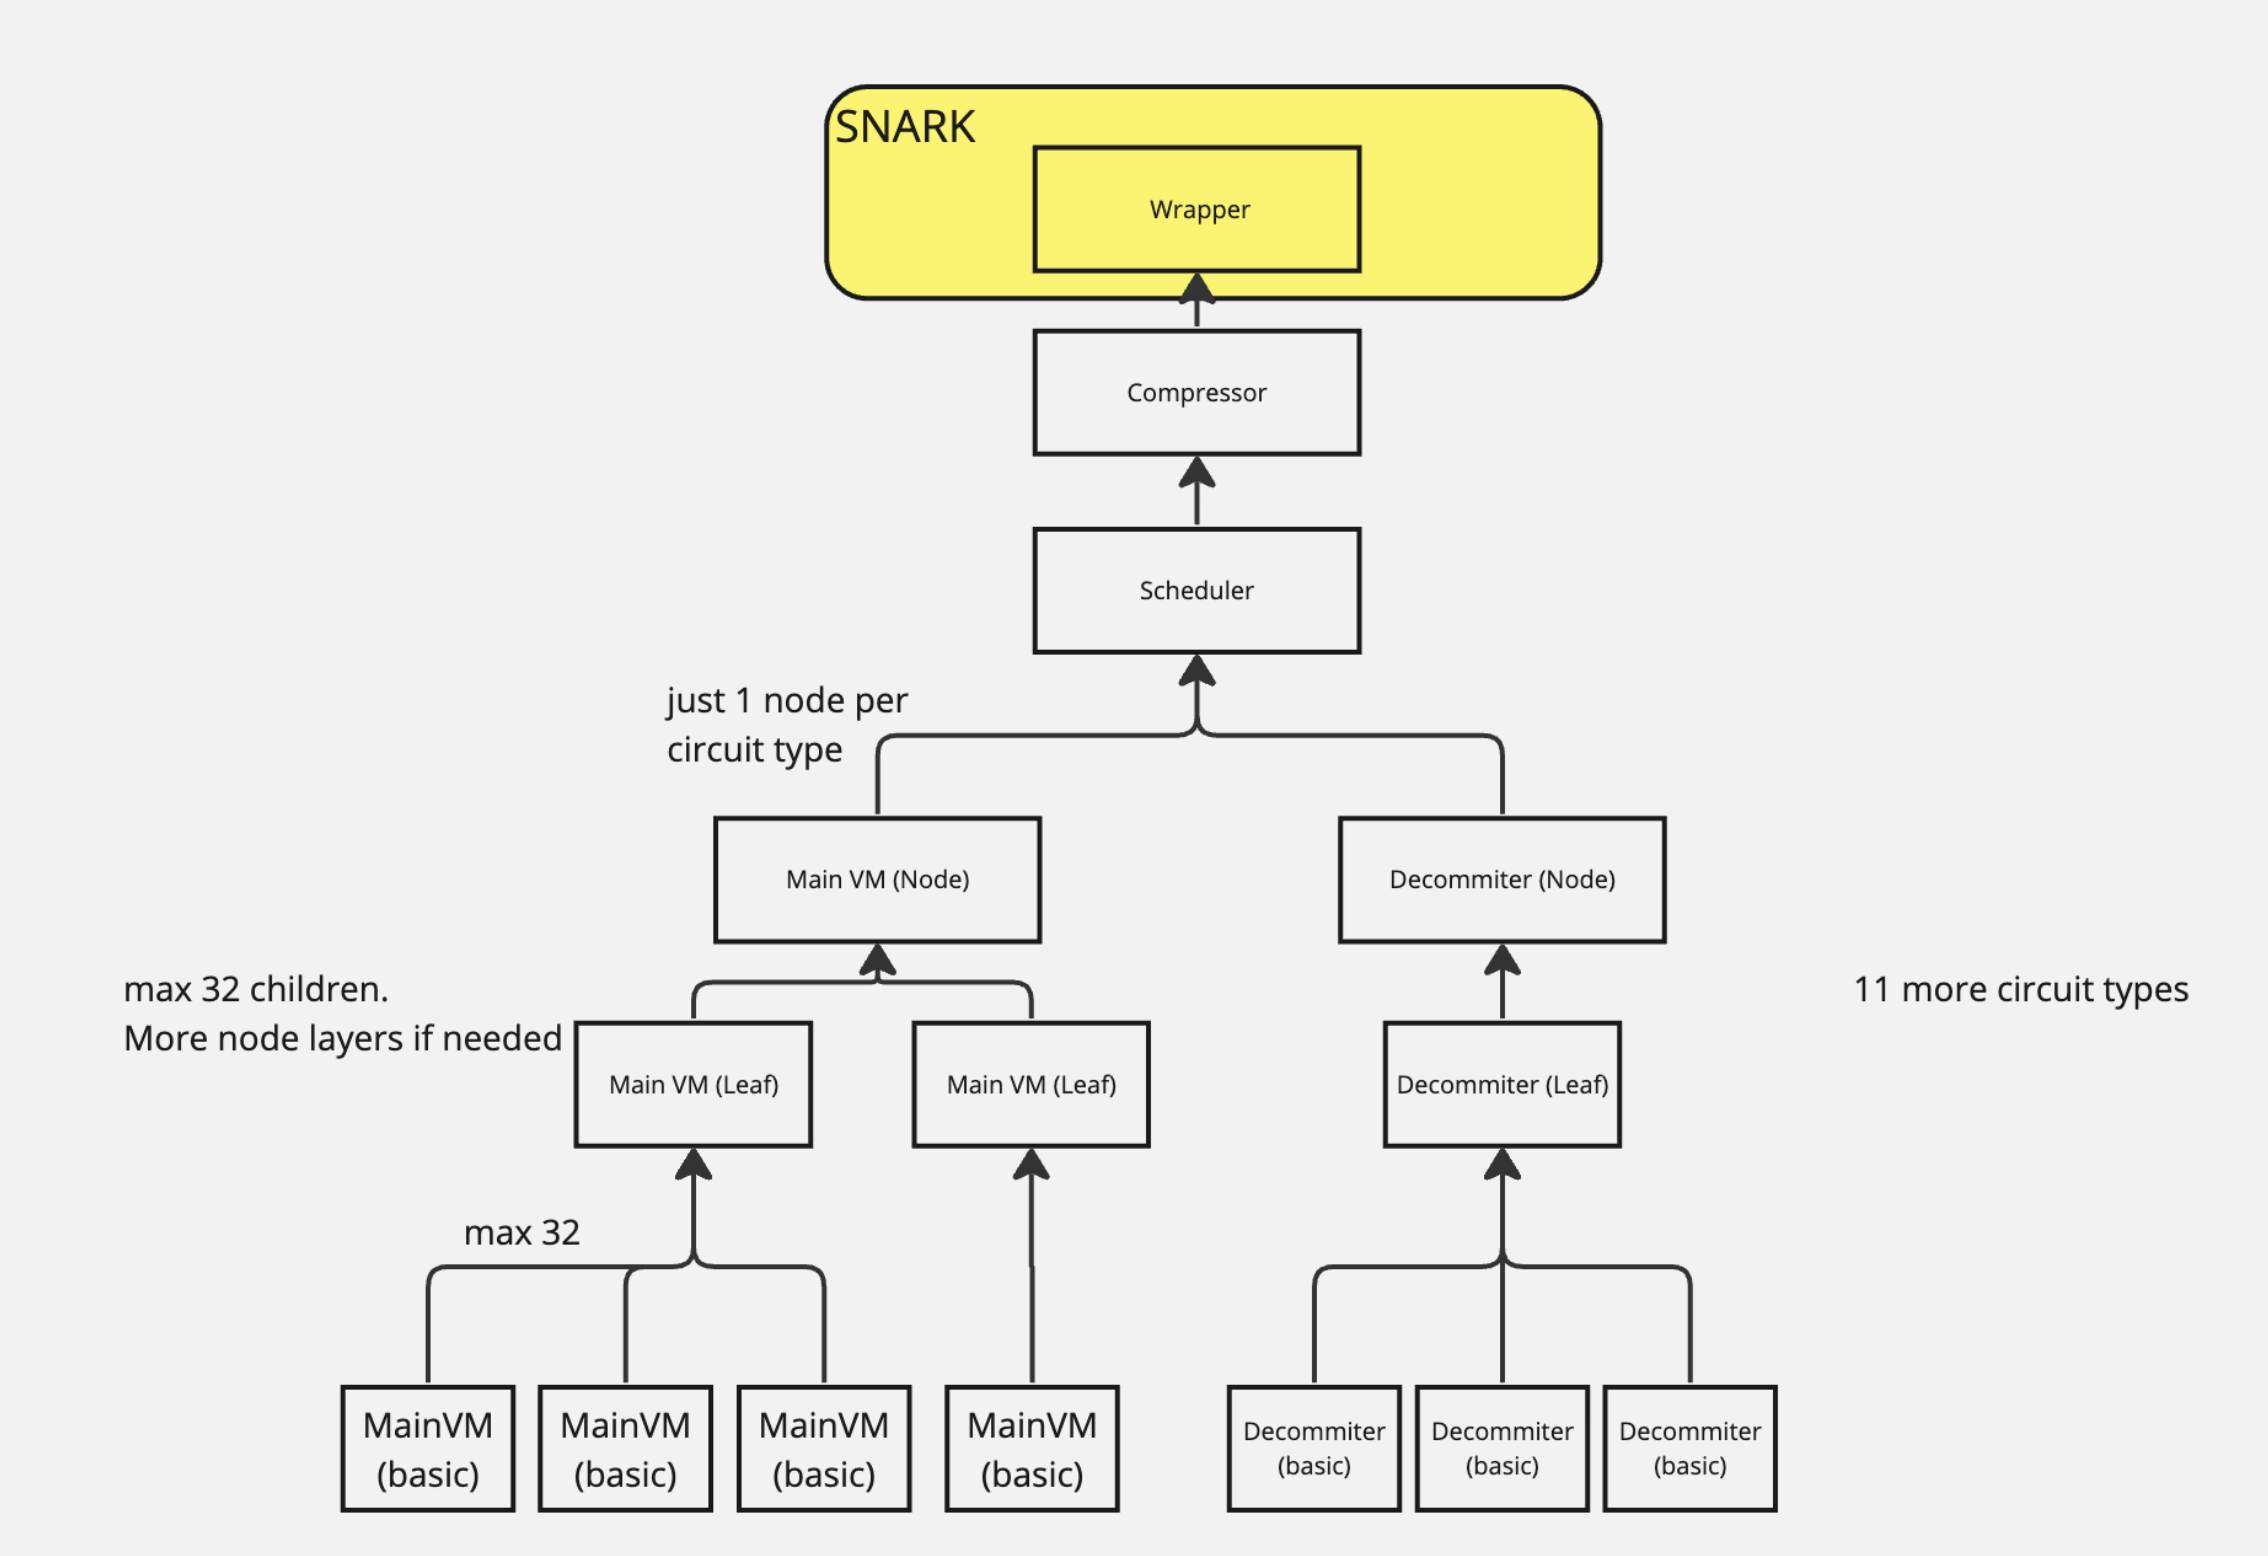 SNARK
Wrapper
Compressor
Scheduler
just 1 node per
circuit type
Main VM (Node)
Decommiter (Node)
max 32 children.
More node layers if needed
11 more circuit types
Main VM (Leaf)
Main VM (Leaf)
Decommiter (Leaf)
max 32
MainVM
(basic)
MainVM
(basic)
MainVM
(basic)
MainVM
(basic)
Decommiter
(basic)
Decommiter
(basic)
Decommiter
(basic)